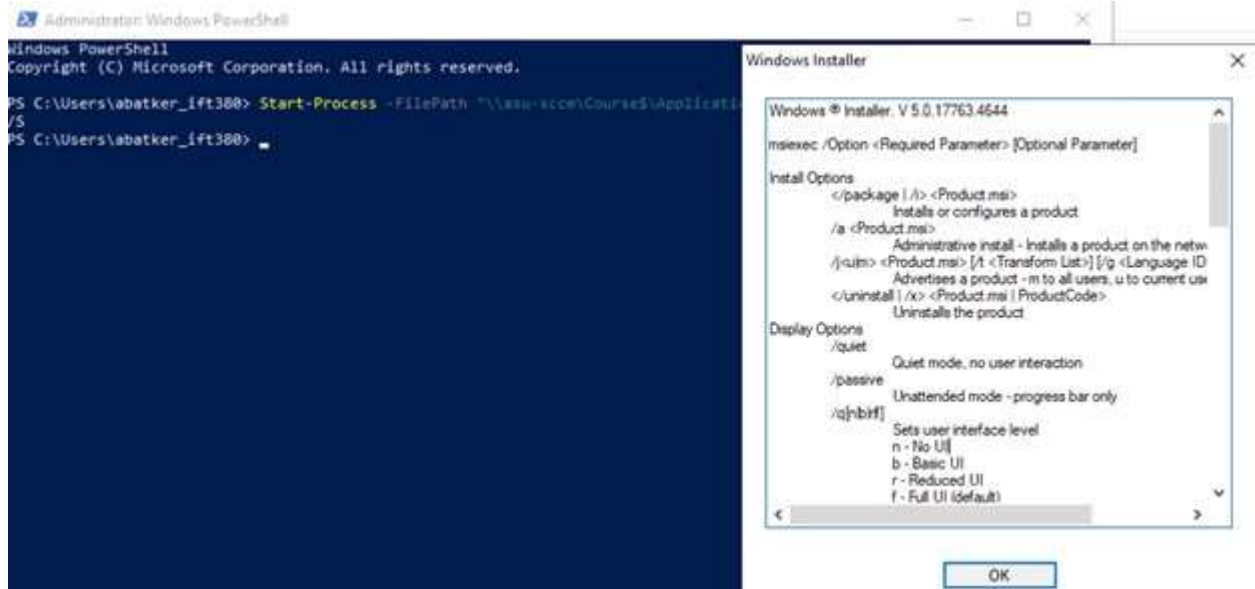 Administrator: Windows PowerShell
Windows PowerShell
Copyright (C) Microsoft Corporation. All rights reserved.
PS C:\Users\abatker_ift380> Start-Process -FilePath "\\asu-sccm\Course$\Applicati
/S
PS C:\Users\abatker_ift380>
Windows Installer
Windows ® Installer. V 5.0.17763.4644
msiexec /Option <Required Parameter> [Optional Parameter]
Install Options
</package | /i> <Product.msi>
Installs or configures a product
/a <Product.msi>
Administrative install - Installs a product on the netw
/j<u|m> <Product.msi> [/t <Transform List>] [/g <Language ID
Advertises a product - m to all users, u to current use
</uninstall | /x> <Product.msi | ProductCode>
Uninstalls the product
Display Options
/quiet
Quiet mode, no user interaction
/passive
Unattended mode - progress bar only
/q[n|b|r|f]
Sets user interface level
n - No UI
b - Basic UI
r - Reduced UI
f - Full UI (default)
OK